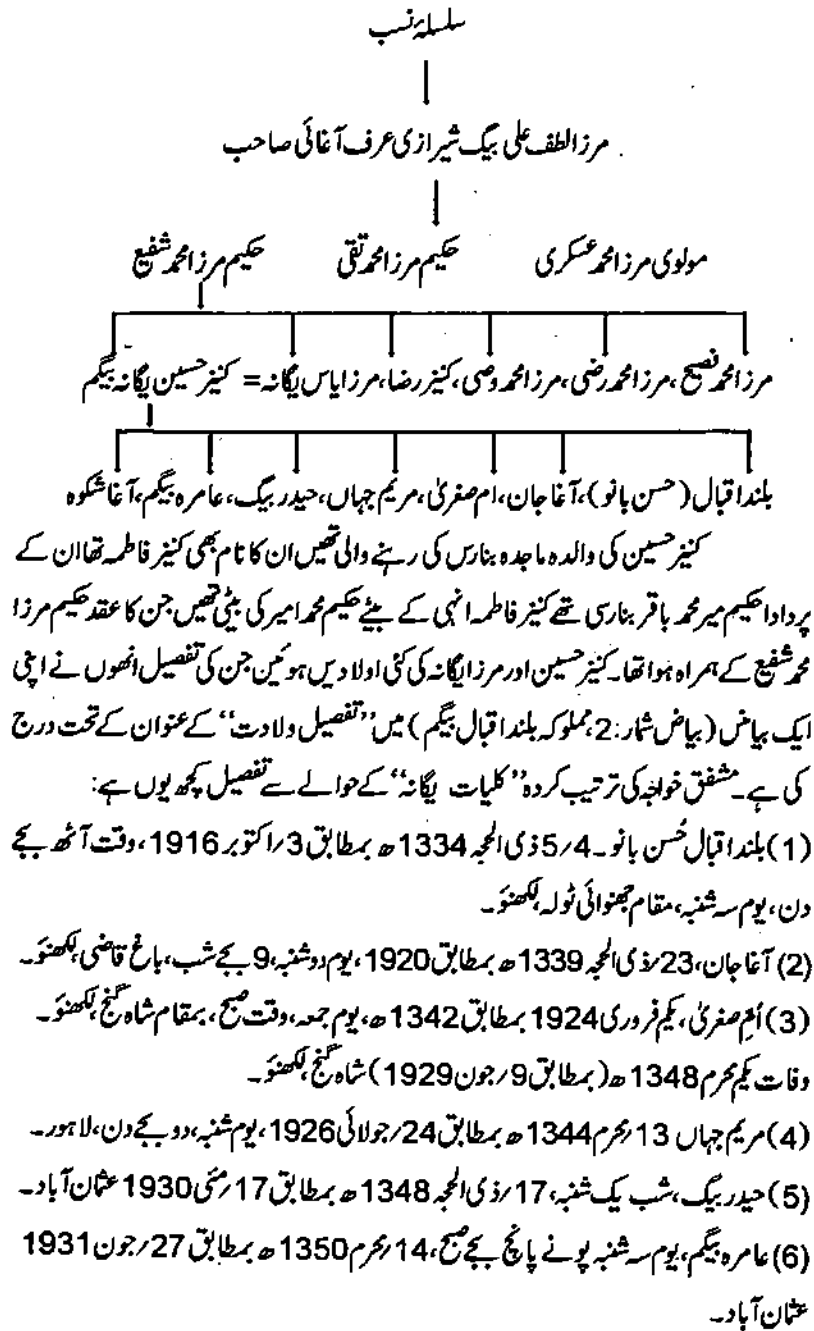 سلسلۂ نسب
مرزا لطف علی بیگ شیرازی عرف آغائی صاحب
مولوی مرزا محمد عسکری حکیم مرزا محمد تقی حکیم مرزا محمد شفیع
مرزا محمد فصیح، مرزا محمد رضی، مرزا محمد وصی، کنیز رضا، مرزا یاس یگانہ = کنیز حسین یگانہ بیگم
بلند اقبال (حسن بانو)، آغا جان، ام صغریٰ، مریم جہاں، حیدر بیگ، عامرہ بیگم، آغا شکوہ
کنیز حسین کی والدہ ماجدہ بنارس کی رہنے والی تھیں ان کا نام بھی کنیز فاطمہ تھا ان کے
پردادا حکیم میر محمد باقر بنارسی تھے کنیز فاطمہ انہی کے بیٹے حکیم محمد امیر کی بیٹی تھیں جن کا عقد حکیم مرزا
محمد شفیع کے ہمراہ ہوا تھا۔ کنیز حسین اور مرزا یگانہ کی کئی اولادیں ہوئیں جن کی تفصیل انھوں نے اپنی
ایک بیاض (بیاض شمار: 2، مملوکہ بلند اقبال بیگم) میں ''تفصیل ولادت'' کے عنوان کے تحت درج
کی ہے۔ مشفق خواجہ کی ترتیب کردہ ''کلیات یگانہ'' کے حوالے سے تفصیل کچھ یوں ہے:
(1) بلند اقبال حُسن بانو۔ 4/5 ذی الحجہ 1334ھ بمطابق 3/اکتوبر 1916، وقت آٹھ بجے
دن، یوم سہ شنبہ، مقام جھنوائی ٹولہ، لکھنؤ۔
(2) آغا جان، 23/ذی الحجہ 1339ھ بمطابق 1920، یوم دوشنبہ، 9 بجے شب، باغ قاضی، لکھنؤ۔
(3) اُمّ صغریٰ، یکم فروری 1924 بمطابق 1342ھ، یوم جمعہ، وقت صبح، بمقام شاہ گنج، لکھنؤ۔
وفات یکم محرم 1348ھ (بمطابق 9/جون 1929) شاہ گنج، لکھنؤ۔
(4) مریم جہاں 13/محرم 1344ھ بمطابق 24/جولائی 1926، یوم شنبہ، دو بجے دن، لاہور۔
(5) حیدر بیگ، شب یک شنبہ، 17/ذی الحجہ 1348ھ بمطابق 17/مئی 1930 عثمان آباد۔
(6) عامرہ بیگم، یوم سہ شنبہ پونے پانچ بجے صبح، 14/محرم 1350ھ بمطابق 27/جون 1931
عثمان آباد۔